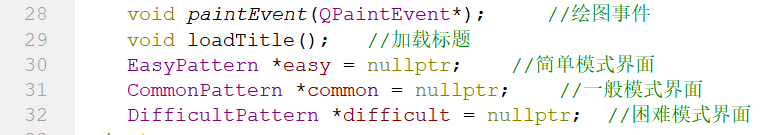 28 void paintEvent(QPaintEvent*); //绘图事件
29 void loadTitle(); //加载标题
30 EasyPattern *easy = nullptr; //简单模式界面
31 CommonPattern *common = nullptr; //一般模式界面
32 DifficultPattern *difficult = nullptr; //困难模式界面